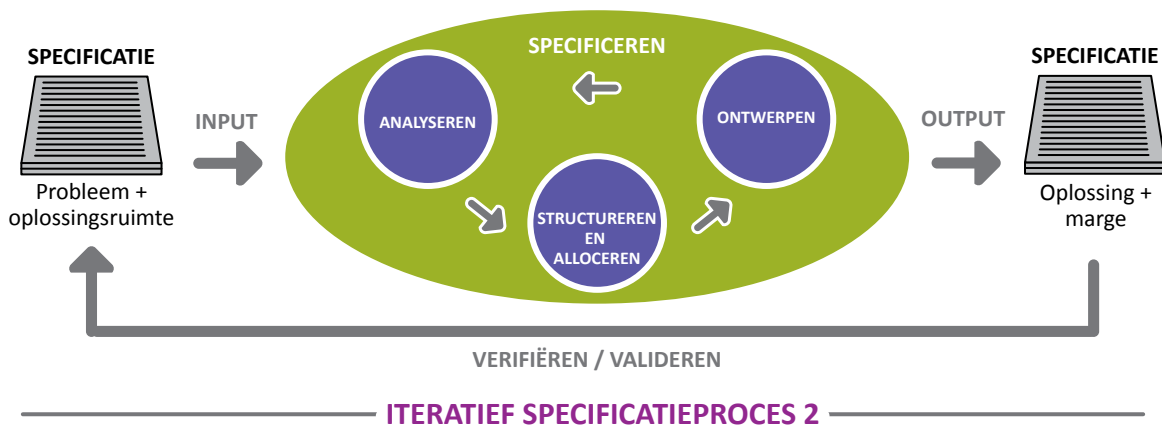 SPECIFICATIE
Probleem +
oplossingsruimte
INPUT
SPECIFICEREN
ANALYSEREN
STRUCTUREREN
EN
ALLOCEREN
ONTWERPEN
OUTPUT
SPECIFICATIE
Oplossing +
marge
VERIFIËREN / VALIDEREN
ITERATIEF SPECIFICATIEPROCES 2